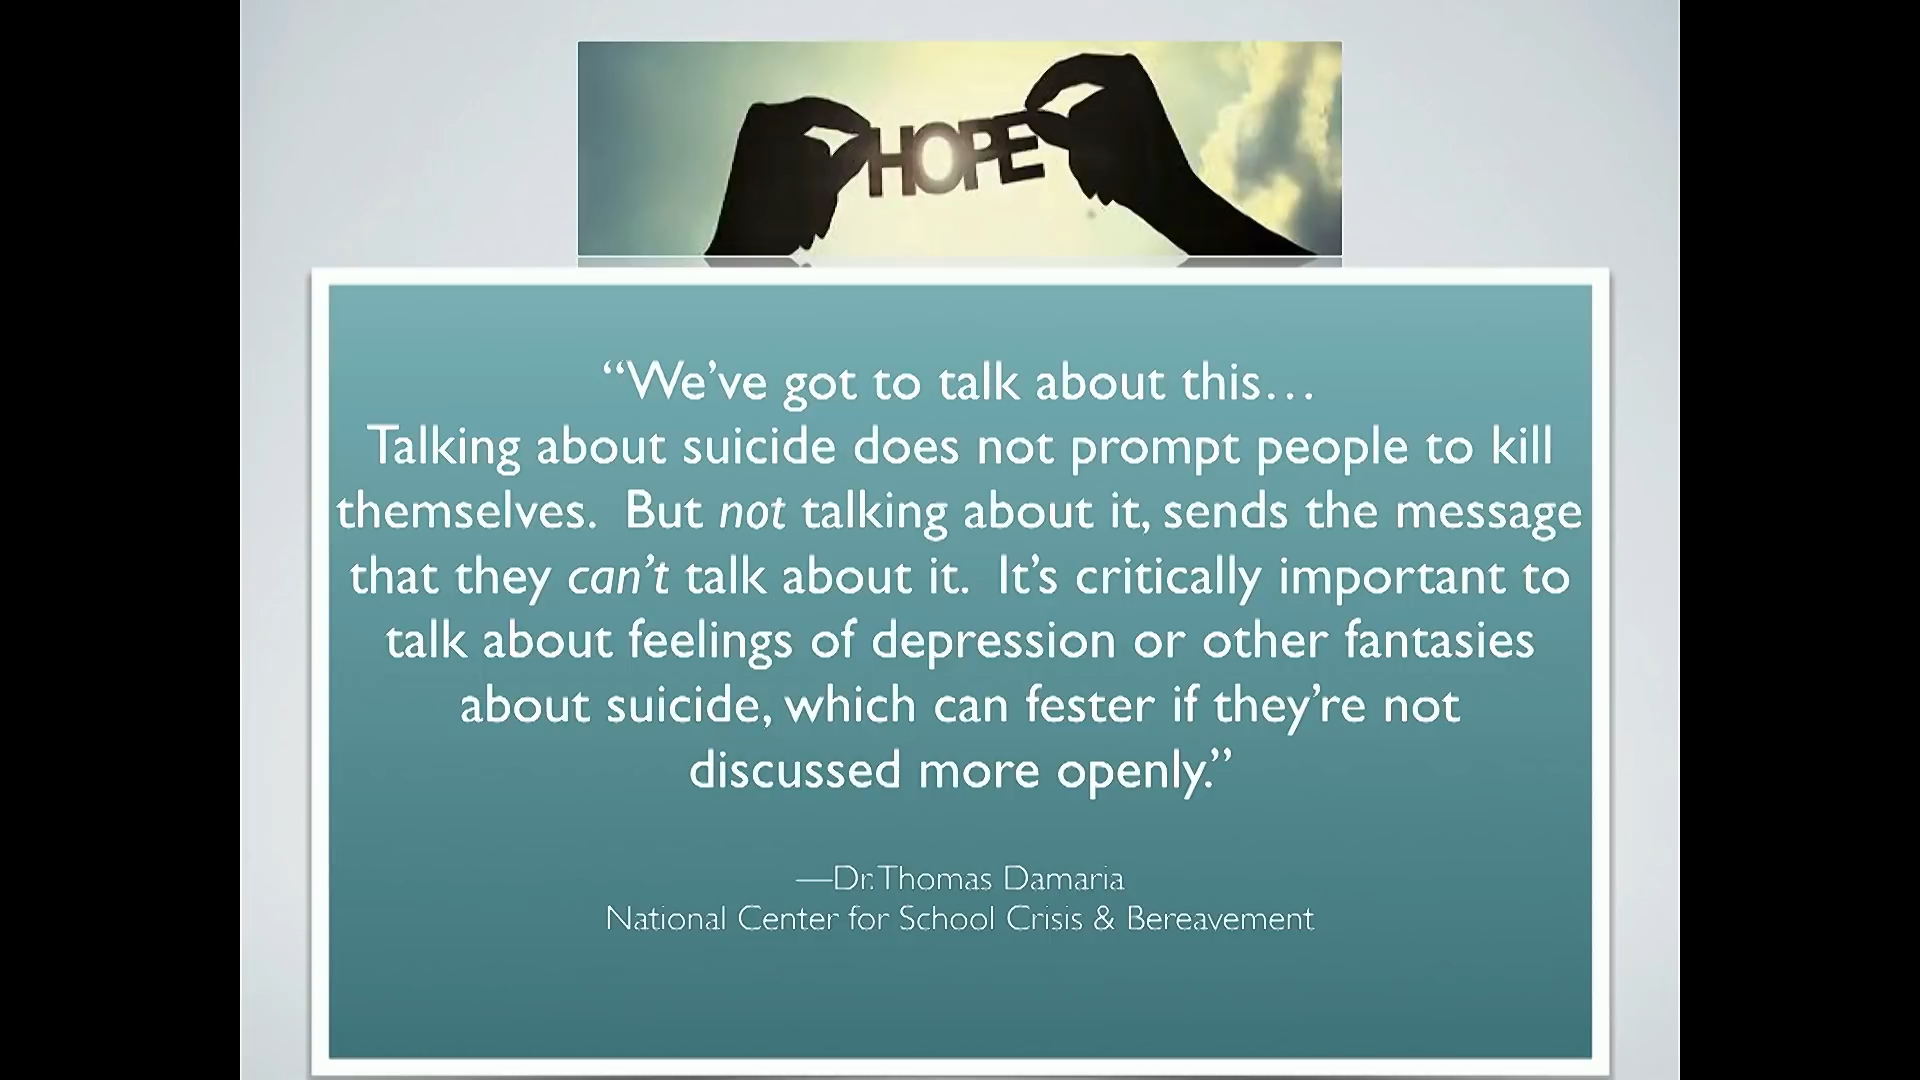 HOPE
“We’ve got to talk about this…
Talking about suicide does not prompt people to kill
themselves.  But not talking about it, sends the message
that they can’t talk about it.  It’s critically important to
talk about feelings of depression or other fantasies
about suicide, which can fester if they’re not
discussed more openly.”
—Dr. Thomas Damaria
National Center for School Crisis & Bereavement